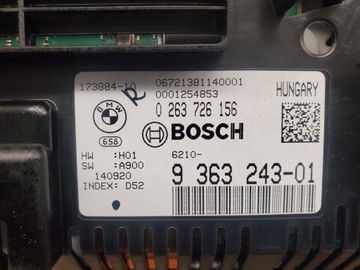 173884-10
06721381140001
0001254853
HUNGARY
R
BMW
0 263 726 156
BOSCH
658
HW :H01
6210-
SW :A900
9 363 243-01
140920
INDEX: D52